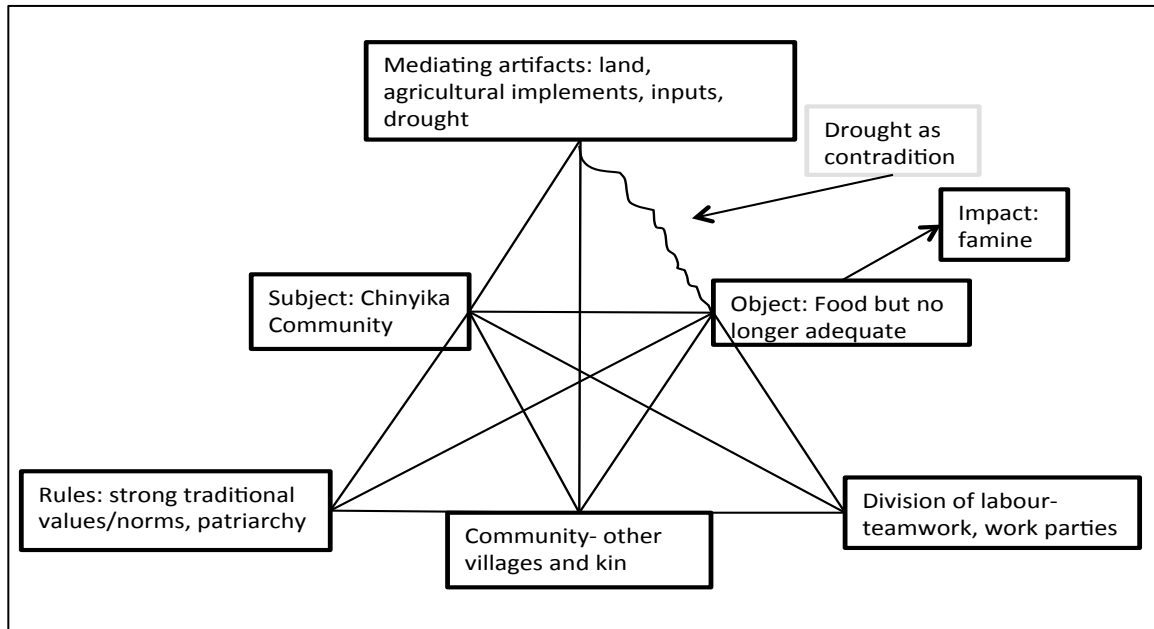 Mediating artifacts: land,
agricultural implements, inputs,
drought
Drought as
contradition
Impact:
famine
Subject: Chinyika
Community
Object: Food but no
longer adequate
Rules: strong traditional
values/norms, patriarchy
Community- other
villages and kin
Division of labour-
teamwork, work parties